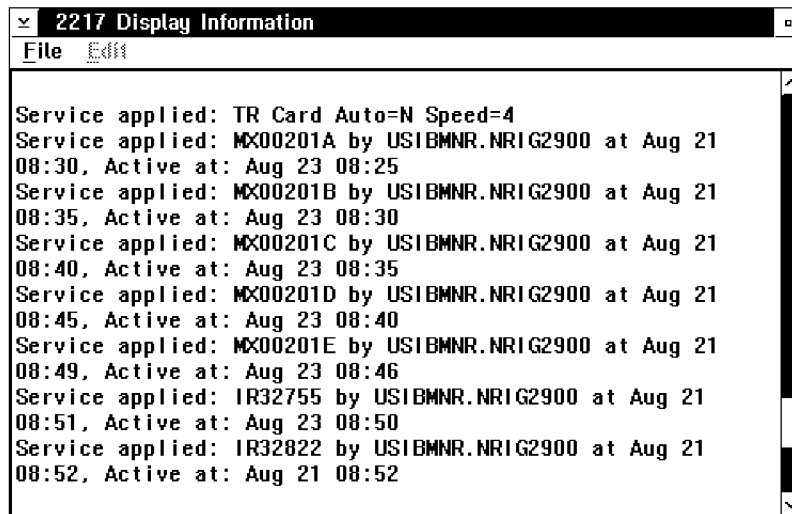 2217 Display Information
File Edit
Service applied: TR Card Auto=N Speed=4
Service applied: MX00201A by USIBMNR.NRIG2900 at Aug 21
08:30, Active at: Aug 23 08:25
Service applied: MX00201B by USIBMNR.NRIG2900 at Aug 21
08:35, Active at: Aug 23 08:30
Service applied: MX00201C by USIBMNR.NRIG2900 at Aug 21
08:40, Active at: Aug 23 08:35
Service applied: MX00201D by USIBMNR.NRIG2900 at Aug 21
08:45, Active at: Aug 23 08:40
Service applied: MX00201E by USIBMNR.NRIG2900 at Aug 21
08:49, Active at: Aug 23 08:46
Service applied: IR32755 by USIBMNR.NRIG2900 at Aug 21
08:51, Active at: Aug 23 08:50
Service applied: IR32822 by USIBMNR.NRIG2900 at Aug 21
08:52, Active at: Aug 21 08:52